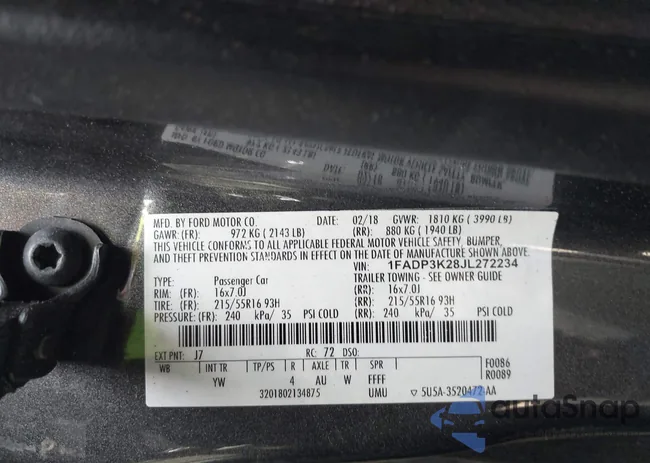 MFD. BY FORD MOTOR CO. DATE: 02/18 GVWR: 1810 KG ( 3990 LB)
GAWR: (FR): 972 KG ( 2143 LB) (RR): 880 KG ( 1940 LB)
THIS VEHICLE CONFORMS TO ALL APPLICABLE FEDERAL MOTOR VEHICLE SAFETY, BUMPER,
AND THEFT PREVENTION STANDARDS IN EFFECT ON THE DATE OF MANUFACTURE SHOWN ABOVE.
VIN: 1FADP3K28JL272234
TYPE: Passenger Car TRAILER TOWING - SEE OWNER GUIDE
RIM: (FR): 16x7.0J (RR): 16x7.0J
TIRE: (FR): 215/55R16 93H (RR): 215/55R16 93H
PRESSURE: (FR): 240 kPa/ 35 PSI COLD (RR): 240 kPa/ 35 PSI COLD
EXT PNT: J7 RC: 72 DSO:
WB INT TR TP/PS R AXLE TR SPR F0086
YW 4 AU W FFFF R0089
3201802134875 UMU ▽ 5U5A-3520472-AA
autoSnap